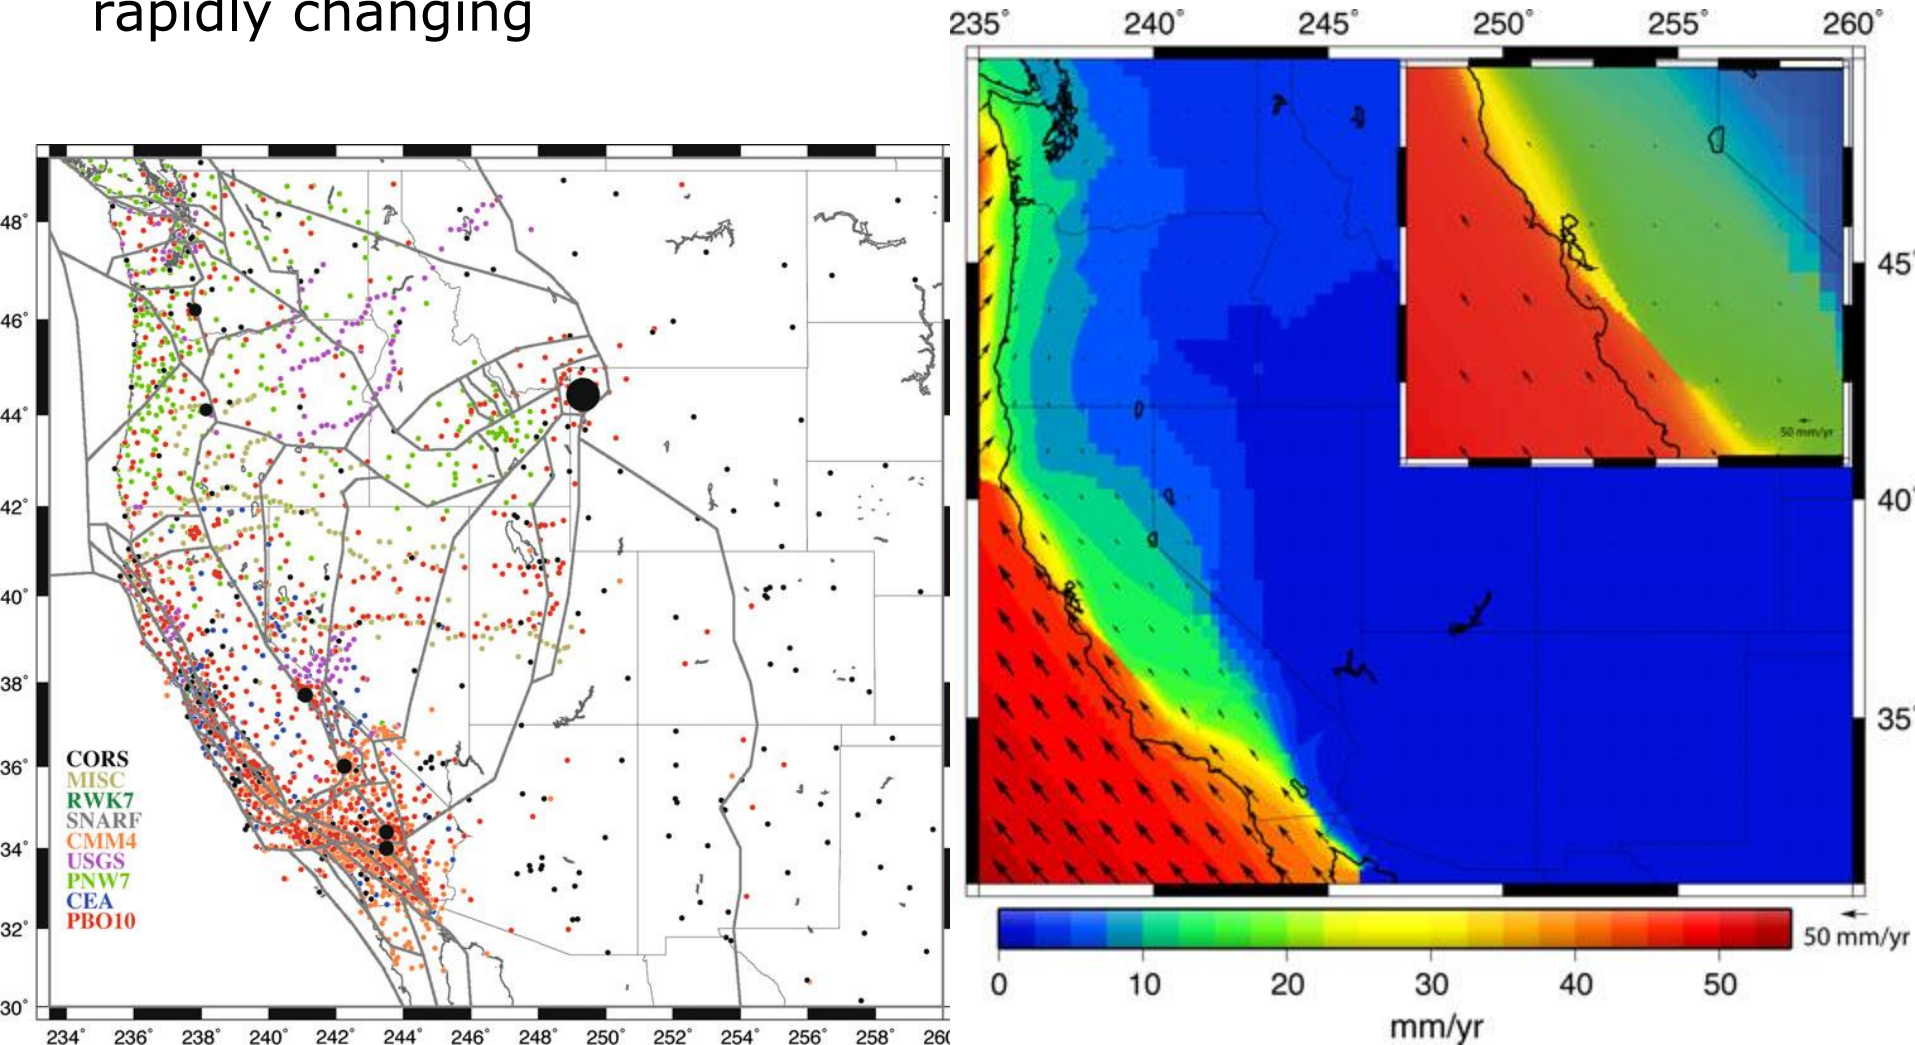 rapidly changing
48°
46°
44°
42°
40°
38°
36°
34°
32°
30°
CORS
MISC
RWK7
SNARF
CMM4
USGS
PNW7
CEA
PBO10
234° 236° 238° 240° 242° 244° 246° 248° 250° 252° 254° 256° 258° 260
235° 240° 245° 250° 255° 260°
45°
40°
35°
50 mm/yr
50 mm/yr
0 10 20 30 40 50
mm/yr